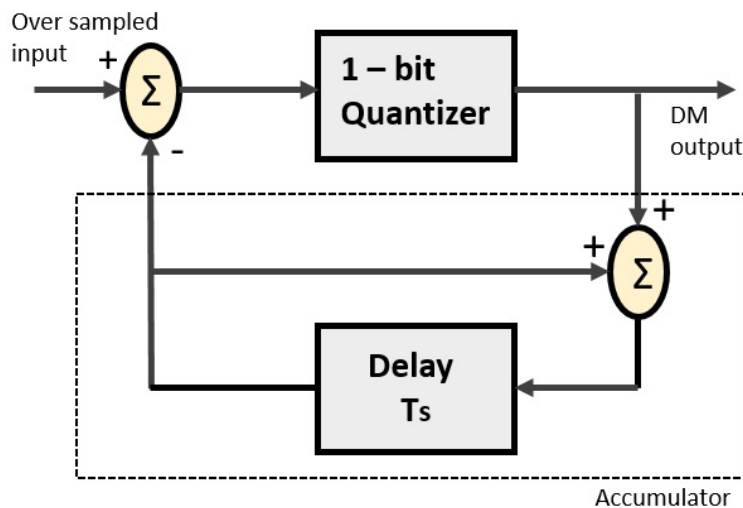 Over sampled
input
+
Σ
-
1 – bit
Quantizer
DM
output
+
+
Σ
Delay
Ts
Accumulator